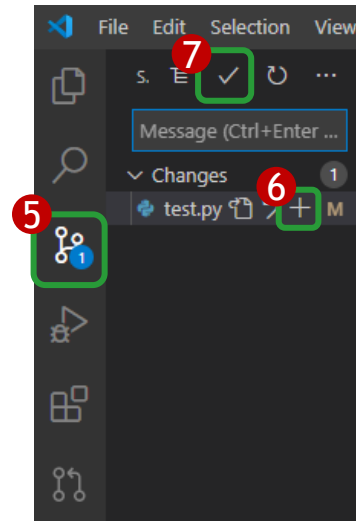 File Edit Selection View
7
S.
Message (Ctrl+Enter ...
Changes 1
6
test.py M
5
1